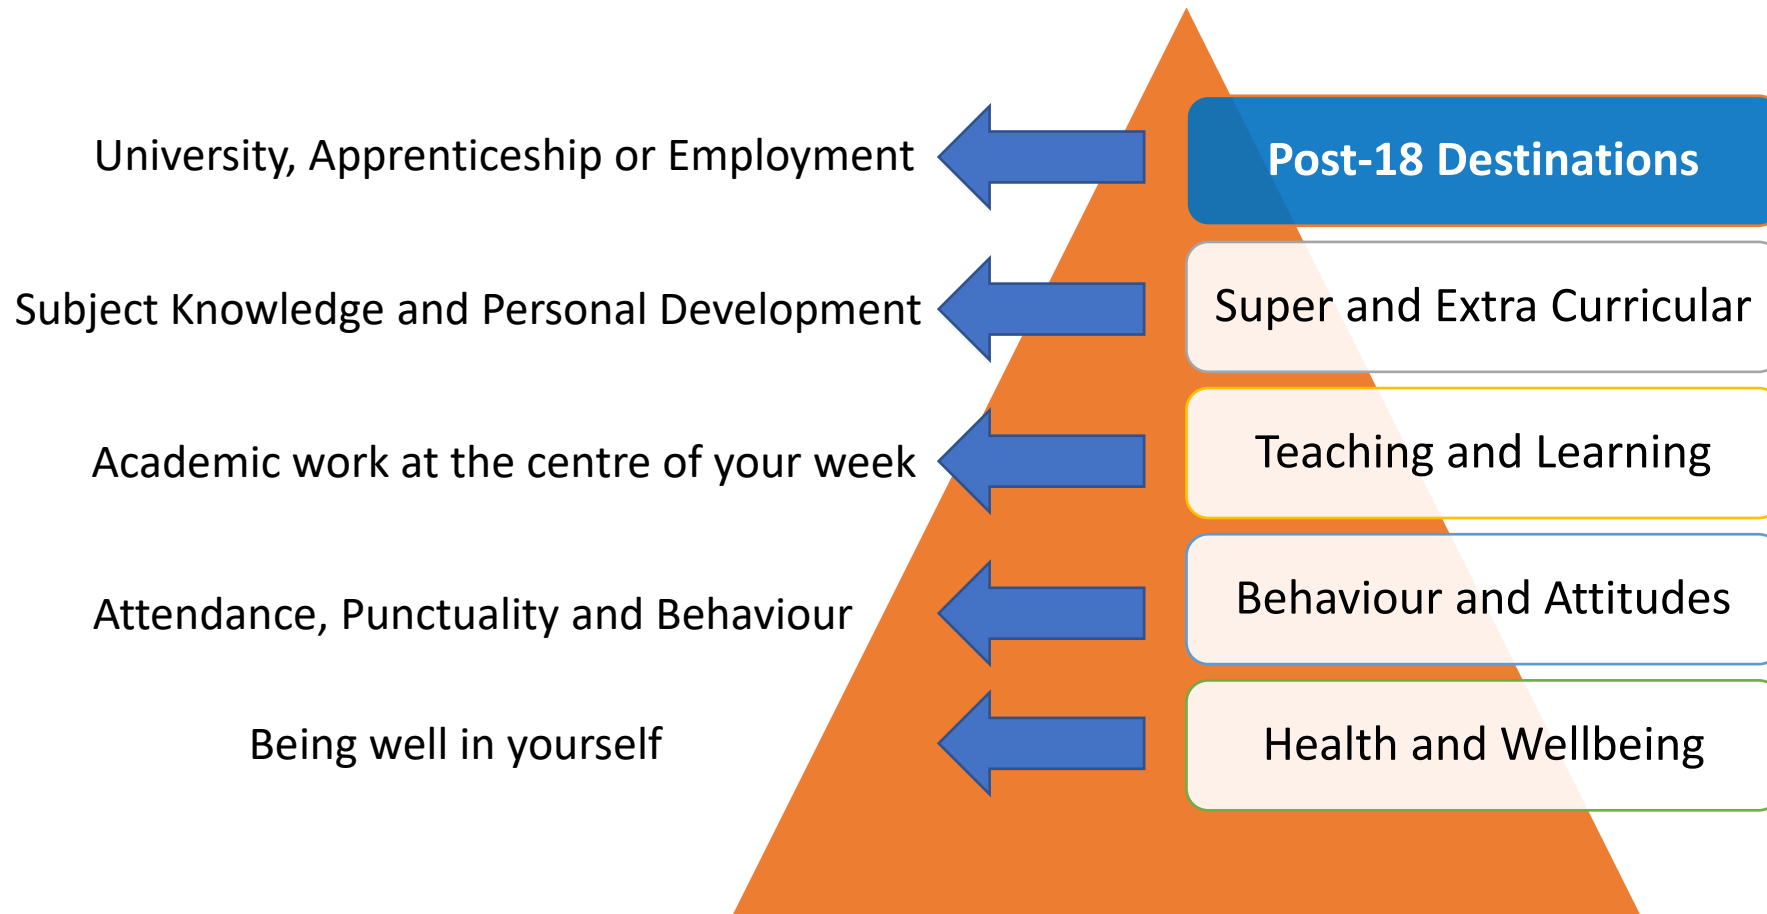 University, Apprenticeship or Employment
Post-18 Destinations
Subject Knowledge and Personal Development
Super and Extra Curricular
Academic work at the centre of your week
Teaching and Learning
Attendance, Punctuality and Behaviour
Behaviour and Attitudes
Being well in yourself
Health and Wellbeing